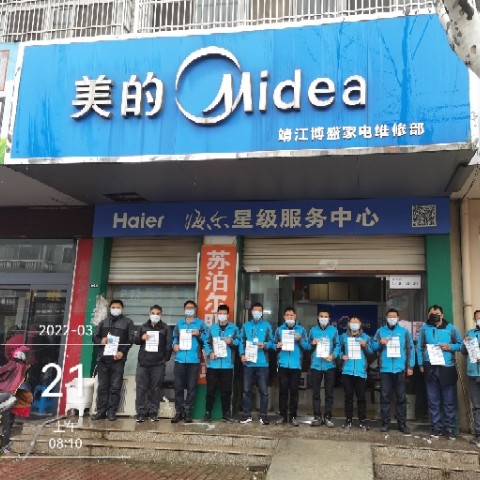 美的 Midea
靖江博盛家电维修部
Haier 海尔 星级服务中心
苏泊尔
2022-03
21
上午
08:10